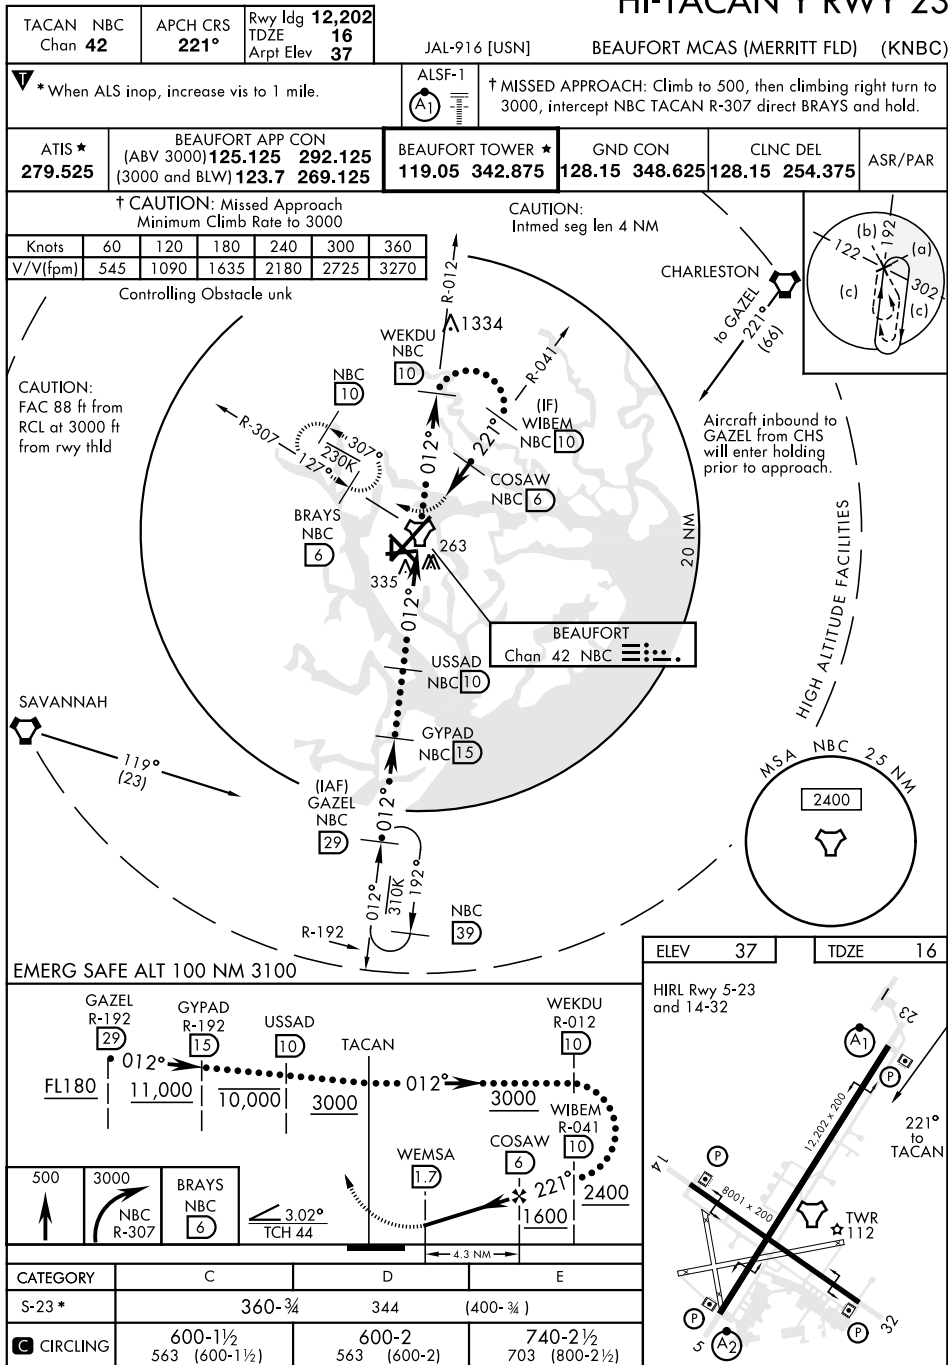 HI-TACAN Y RWY 23
TACAN NBC
Chan 42
APCH CRS
221°
Rwy ldg 12,202
TDZE 16
Arpt Elev 37
JAL-916 [USN]
BEAUFORT MCAS (MERRITT FLD) (KNBC)
T
* When ALS inop, increase vis to 1 mile.
ALSF-1
A1
† MISSED APPROACH: Climb to 500, then climbing right turn to
3000, intercept NBC TACAN R-307 direct BRAYS and hold.
ATIS ★
279.525
BEAUFORT APP CON
(ABV 3000) 125.125 292.125
(3000 and BLW) 123.7 269.125
BEAUFORT TOWER ★
119.05 342.875
GND CON
128.15 348.625
CLNC DEL
128.15 254.375
ASR/PAR
† CAUTION: Missed Approach
Minimum Climb Rate to 3000
Knots 60 120 180 240 300 360
V/V(fpm) 545 1090 1635 2180 2725 3270
Controlling Obstacle unk
CAUTION:
Intmed seg len 4 NM
CHARLESTON
to GAZEL
221°
(66)
(b)
192
(a)
122
302
(c)
(c)
CAUTION:
FAC 88 ft from
RCL at 3000 ft
from rwy thld
R-012
1334
WEKDU
NBC
10
R-041
NBC
10
(IF)
WIBEM
NBC 10
Aircraft inbound to
GAZEL from CHS
will enter holding
prior to approach.
R-307
307°
230K
127°
012°
221°
COSAW
NBC 6
BRAYS
NBC
6
263
335
20 NM
HIGH ALTITUDE FACILITIES
012°
BEAUFORT
Chan 42 NBC
USSAD
NBC 10
SAVANNAH
119°
(23)
GYPAD
NBC 15
(IAF)
GAZEL
NBC
29
012°
MSA NBC 25 NM
2400
012°
310K
192°
NBC
39
R-192
EMERG SAFE ALT 100 NM 3100
GAZEL
R-192
29
GYPAD
R-192
15
USSAD
10
TACAN
WEKDU
R-012
10
012°
012°
FL180
11,000
10,000
3000
3000
WIBEM
R-041
10
COSAW
6
WEMSA
1.7
221°
2400
1600
500
3000
NBC
R-307
BRAYS
NBC
6
3.02°
TCH 44
4.3 NM
CATEGORY C D E
S-23 * 360-¾ 344 (400-¾)
C CIRCLING
600-1½
563 (600-1½)
600-2
563 (600-2)
740-2½
703 (800-2½)
ELEV 37
TDZE 16
HIRL Rwy 5-23
and 14-32
23
A1
P
12,202 x 200
221°
to
TACAN
14
P
8001 x 200
TWR
112
P
5
A2
P
32